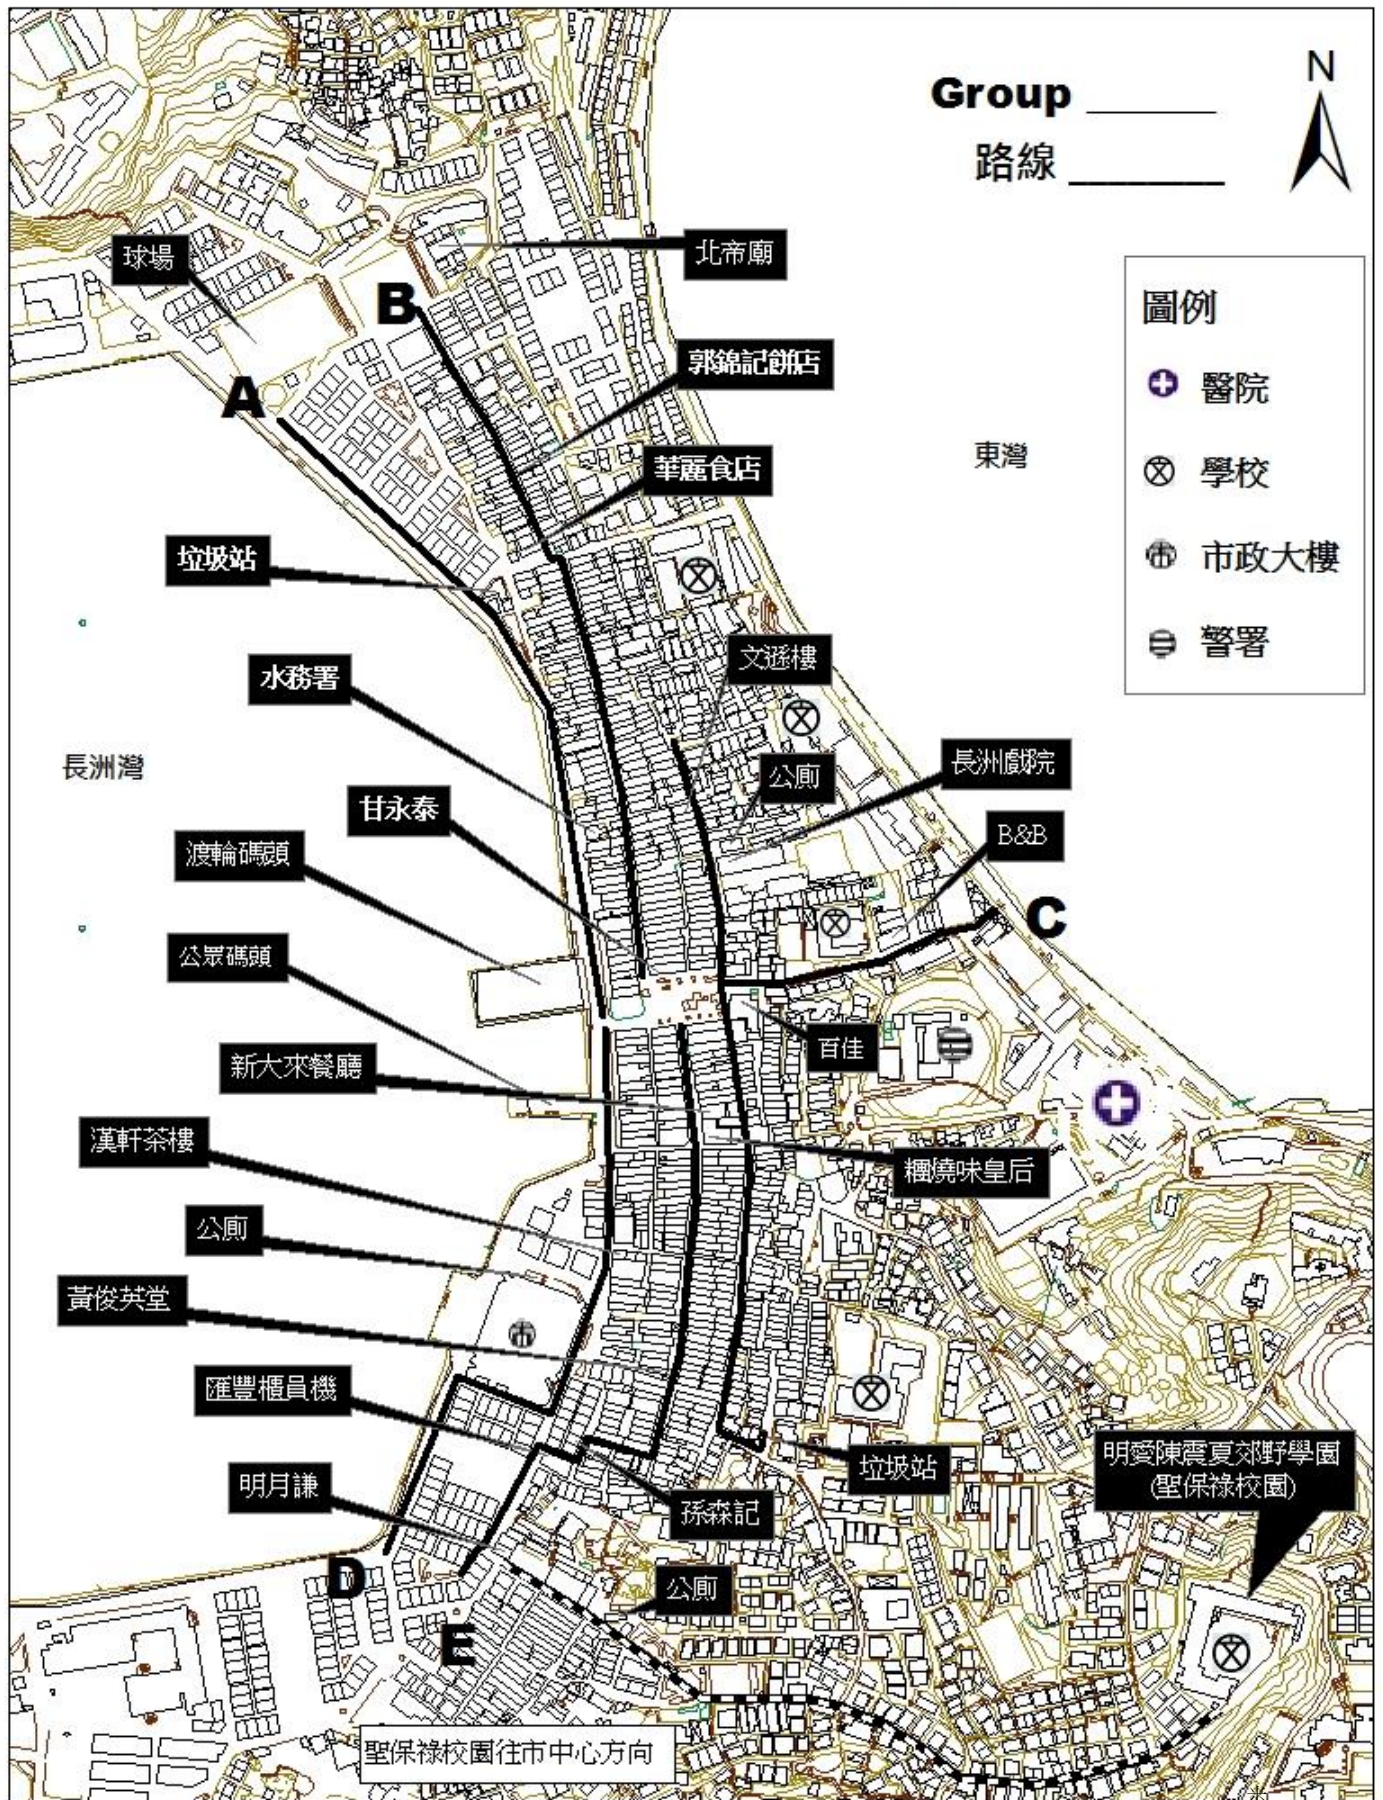 N
Group ______
路線 ______
北帝廟
球場
B
圖例
郭錦記餅店
醫院
A
華麗食店
東灣
學校
垃圾站
市政大樓
文遜樓
警署
水務署
長洲灣
公廁
長洲戲院
甘永泰
B&B
渡輪碼頭
C
公眾碼頭
百佳
新大來餐廳
漢軒茶樓
櫃燒味皇后
公廁
黃俊英堂
匯豐櫃員機
垃圾站
明愛陳震夏郊野學園
(聖保祿校園)
明月謙
孫森記
D
公廁
E
聖保祿校園往市中心方向